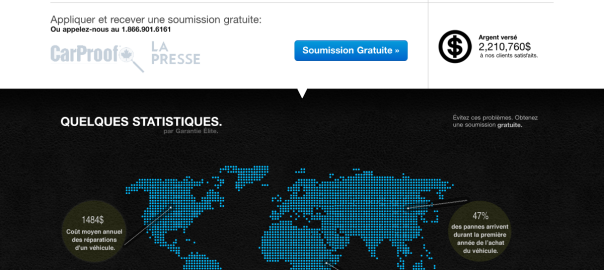 Appliquer et recever une soumission gratuite:
Ou appelez-nous au 1.866.901.6161
CarProof
LA
PRESSE
Soumission Gratuite »
Argent versé
2,210,760$
à nos clients satisfaits.
QUELQUES STATISTIQUES.
par Garantie Élite.
Évitez ces problèmes. Obtenez
une soumission gratuite.
1484$
Coût moyen annuel
des réparations
d'un véhicule.
47%
des pannes arrivent
durant la première
année de l'achat
du véhicule.